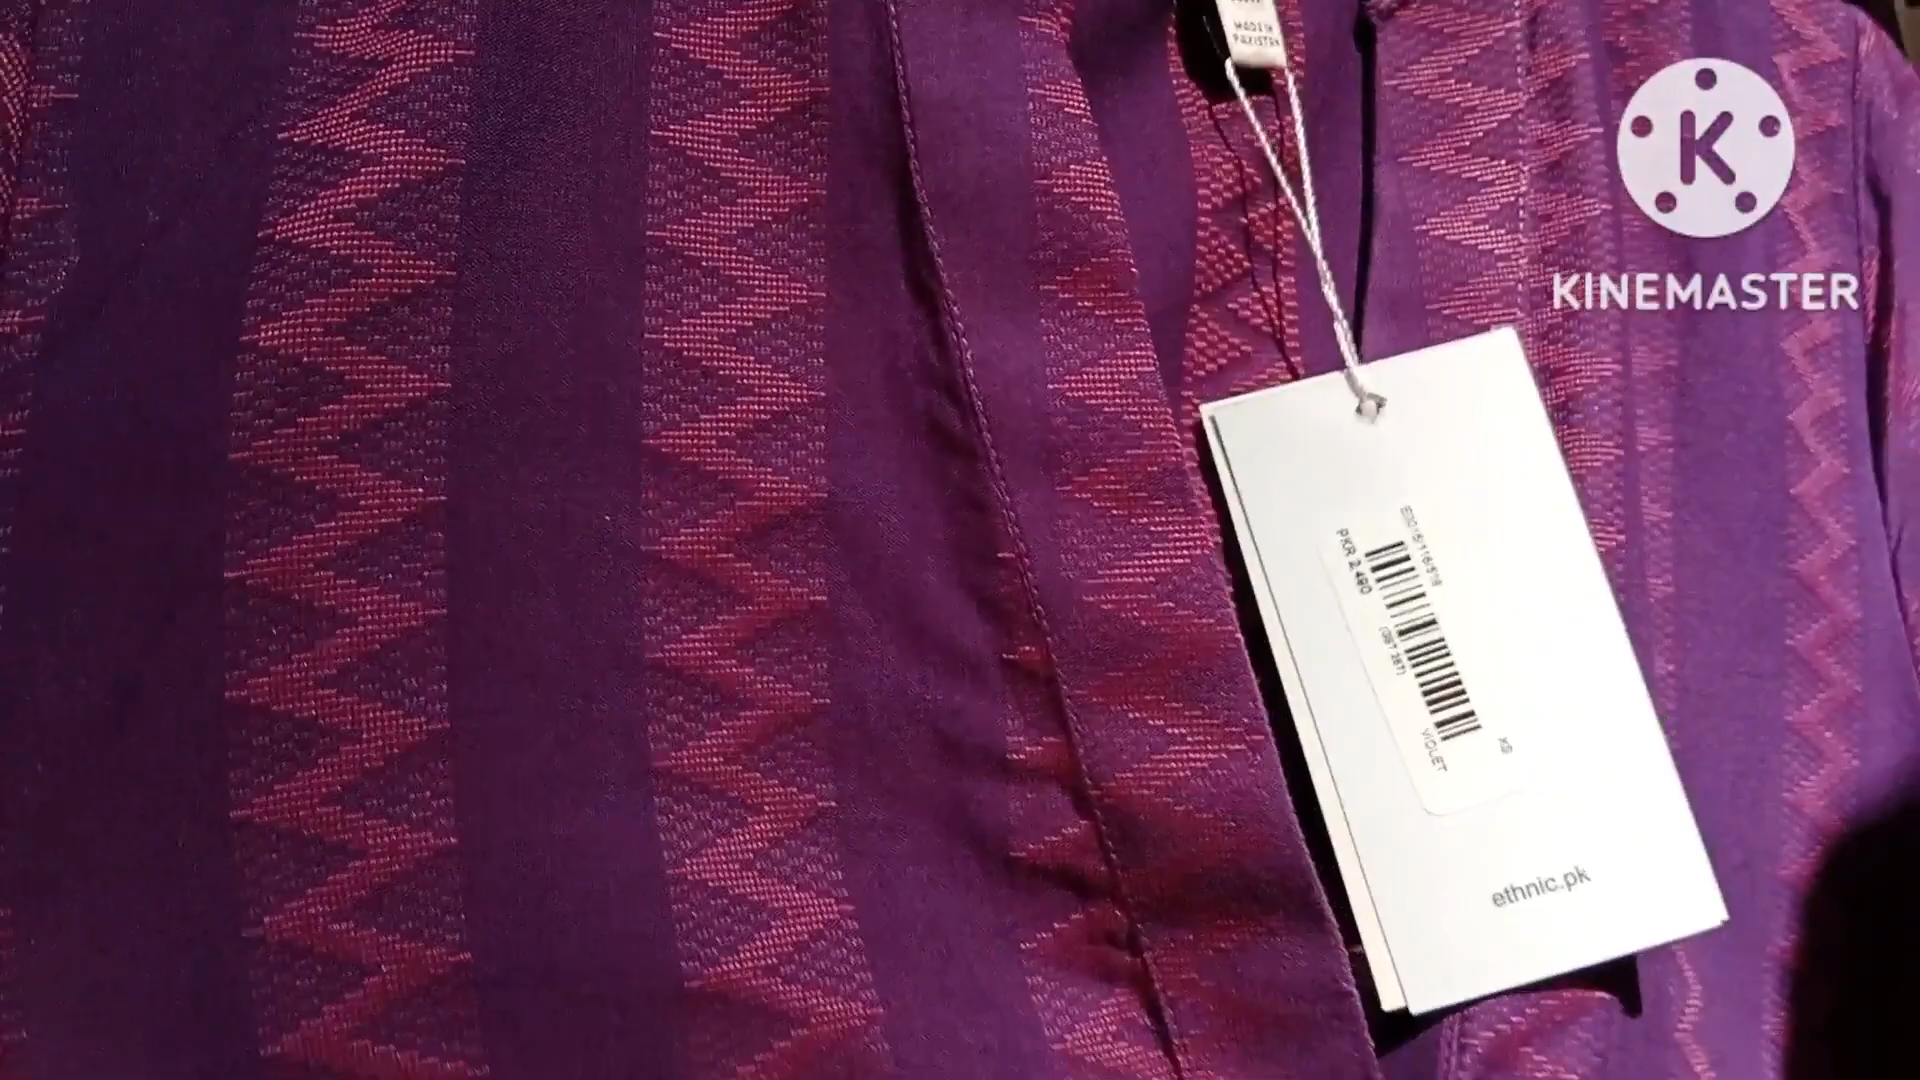 MADE IN
PAKISTAN
K
KINEMASTER
PKR 2,490
VIOLET
XS
ethnic.pk